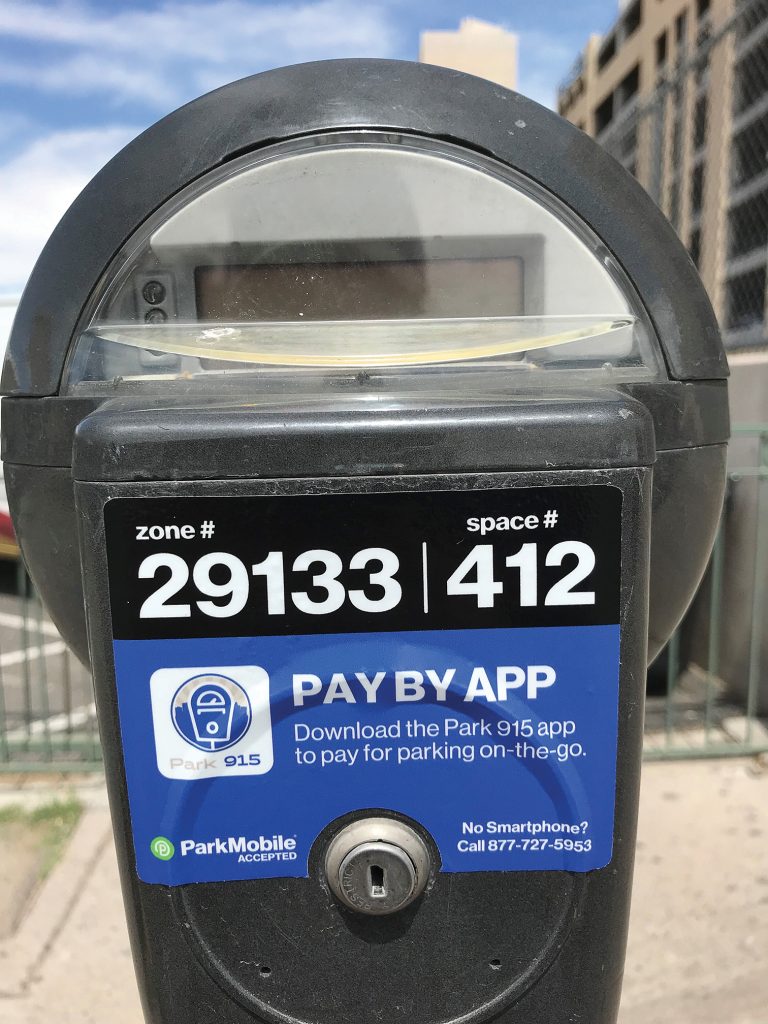 zone #
space #
29133 | 412
PAY BY APP
Download the Park 915 app
to pay for parking on-the-go.
Park 915
No Smartphone?
Call 877-727-5953
ParkMobile
ACCEPTED